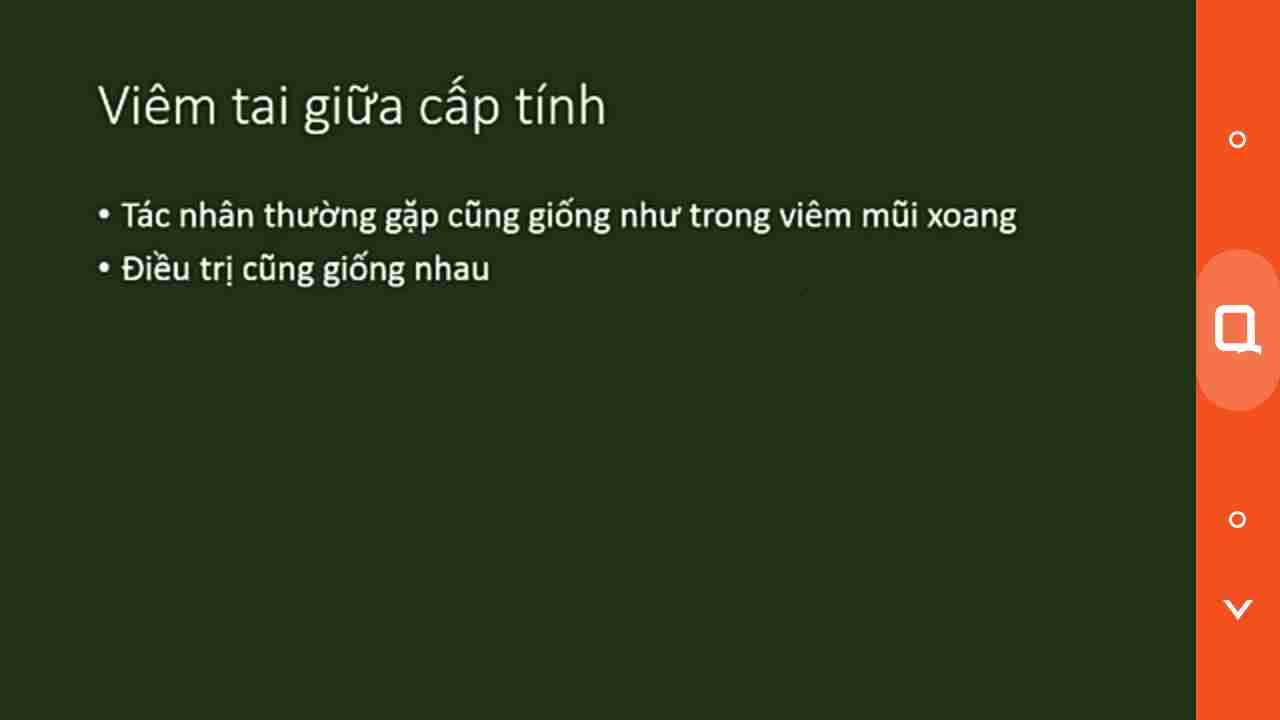 Viêm tai giữa cấp tính
• Tác nhân thường gặp cũng giống như trong viêm mũi xoang
• Điều trị cũng giống nhau